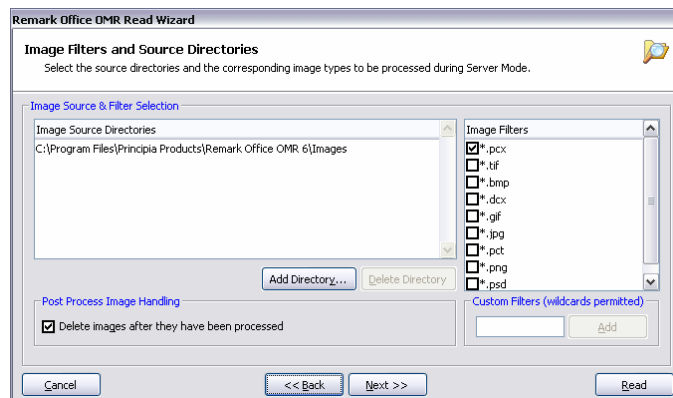 Remark Office OMR Read Wizard
Image Filters and Source Directories
Select the source directories and the corresponding image types to be processed during Server Mode.
Image Source & Filter Selection
Image Source Directories
C:\Program Files\Principia Products\Remark Office OMR 6\Images
Image Filters
*.pcx
*.tif
*.bmp
*.dcx
*.gif
*.jpg
*.pct
*.png
*.psd
Add Directory...
Delete Directory
Post Process Image Handling
Delete images after they have been processed
Custom Filters (wildcards permitted)
Add
Cancel
<< Back
Next >>
Read